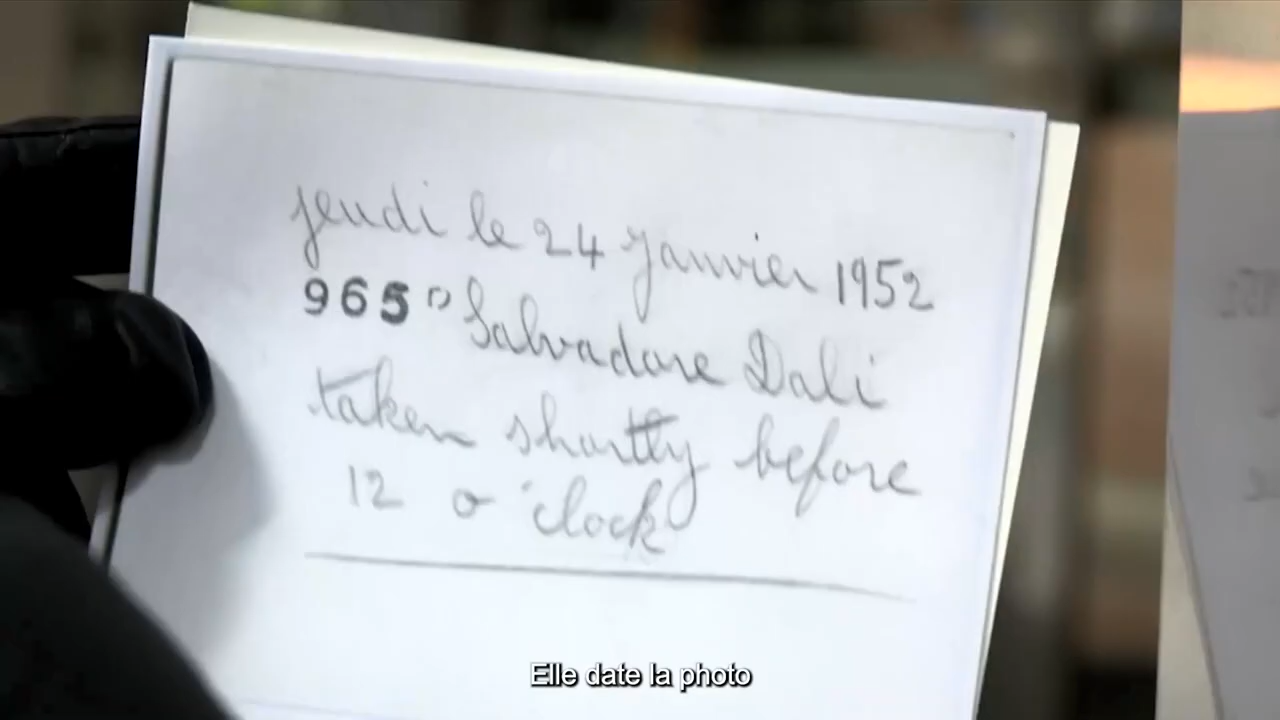 jeudi le 24 Janvier 1952
965° Salvadore Dali
taken shortly before
12 o'clock
Elle date la photo